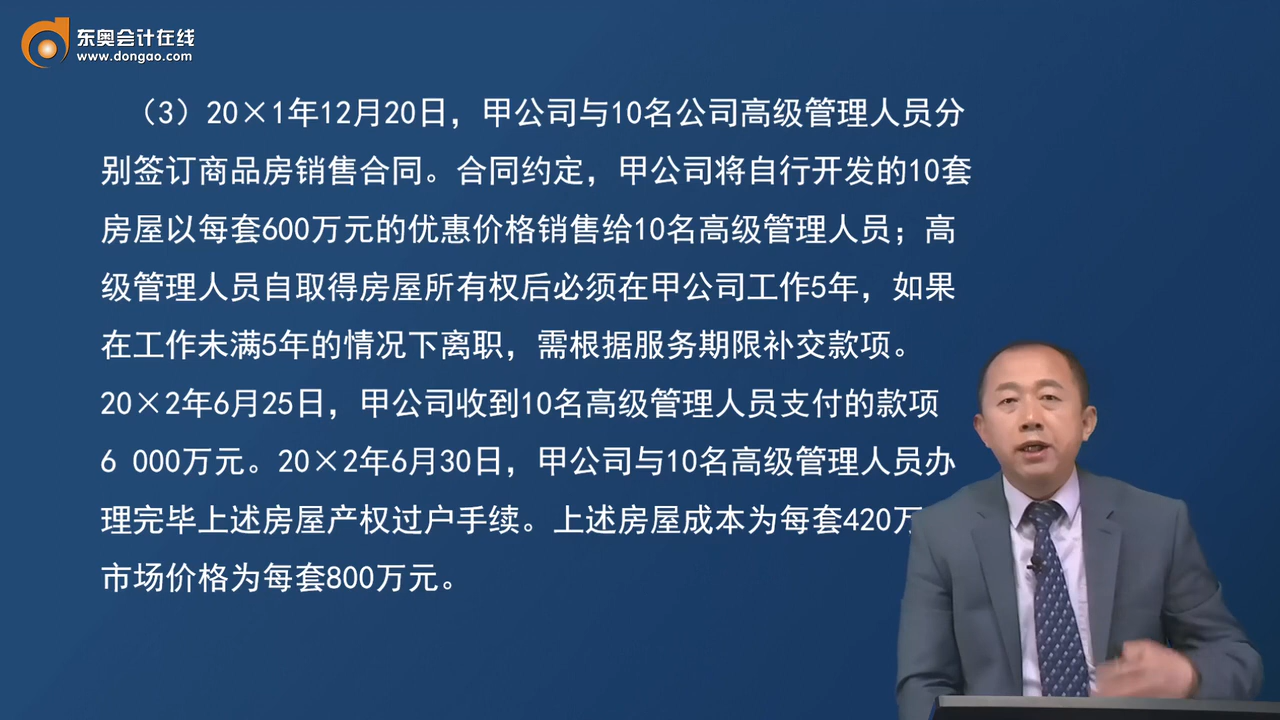 东奥会计在线
www.dongao.com
（3）20×1年12月20日，甲公司与10名公司高级管理人员分
别签订商品房销售合同。合同约定，甲公司将自行开发的10套
房屋以每套600万元的优惠价格销售给10名高级管理人员；高
级管理人员自取得房屋所有权后必须在甲公司工作5年，如果
在工作未满5年的情况下离职，需根据服务期限补交款项。
20×2年6月25日，甲公司收到10名高级管理人员支付的款项
6 000万元。20×2年6月30日，甲公司与10名高级管理人员办
理完毕上述房屋产权过户手续。上述房屋成本为每套420万
市场价格为每套800万元。